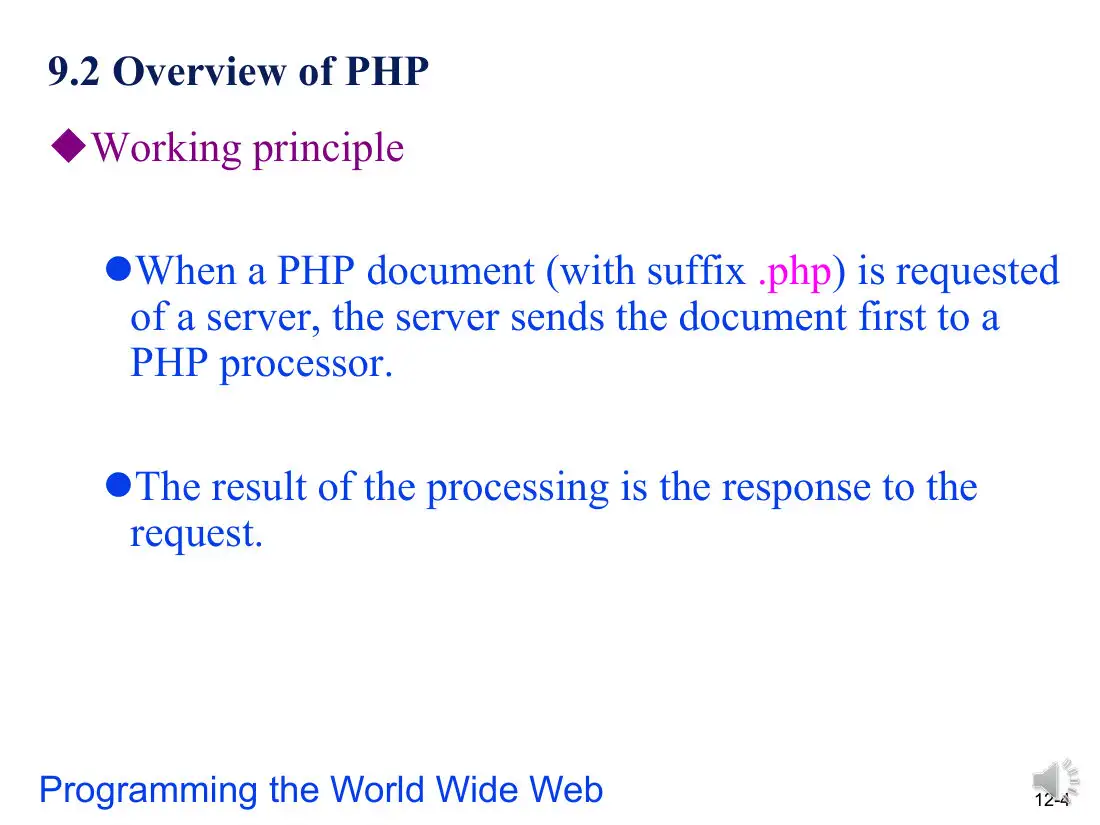 9.2 Overview of PHP
◆Working principle
●When a PHP document (with suffix .php) is requested
of a server, the server sends the document first to a
PHP processor.
●The result of the processing is the response to the
request.
Programming the World Wide Web
12-4